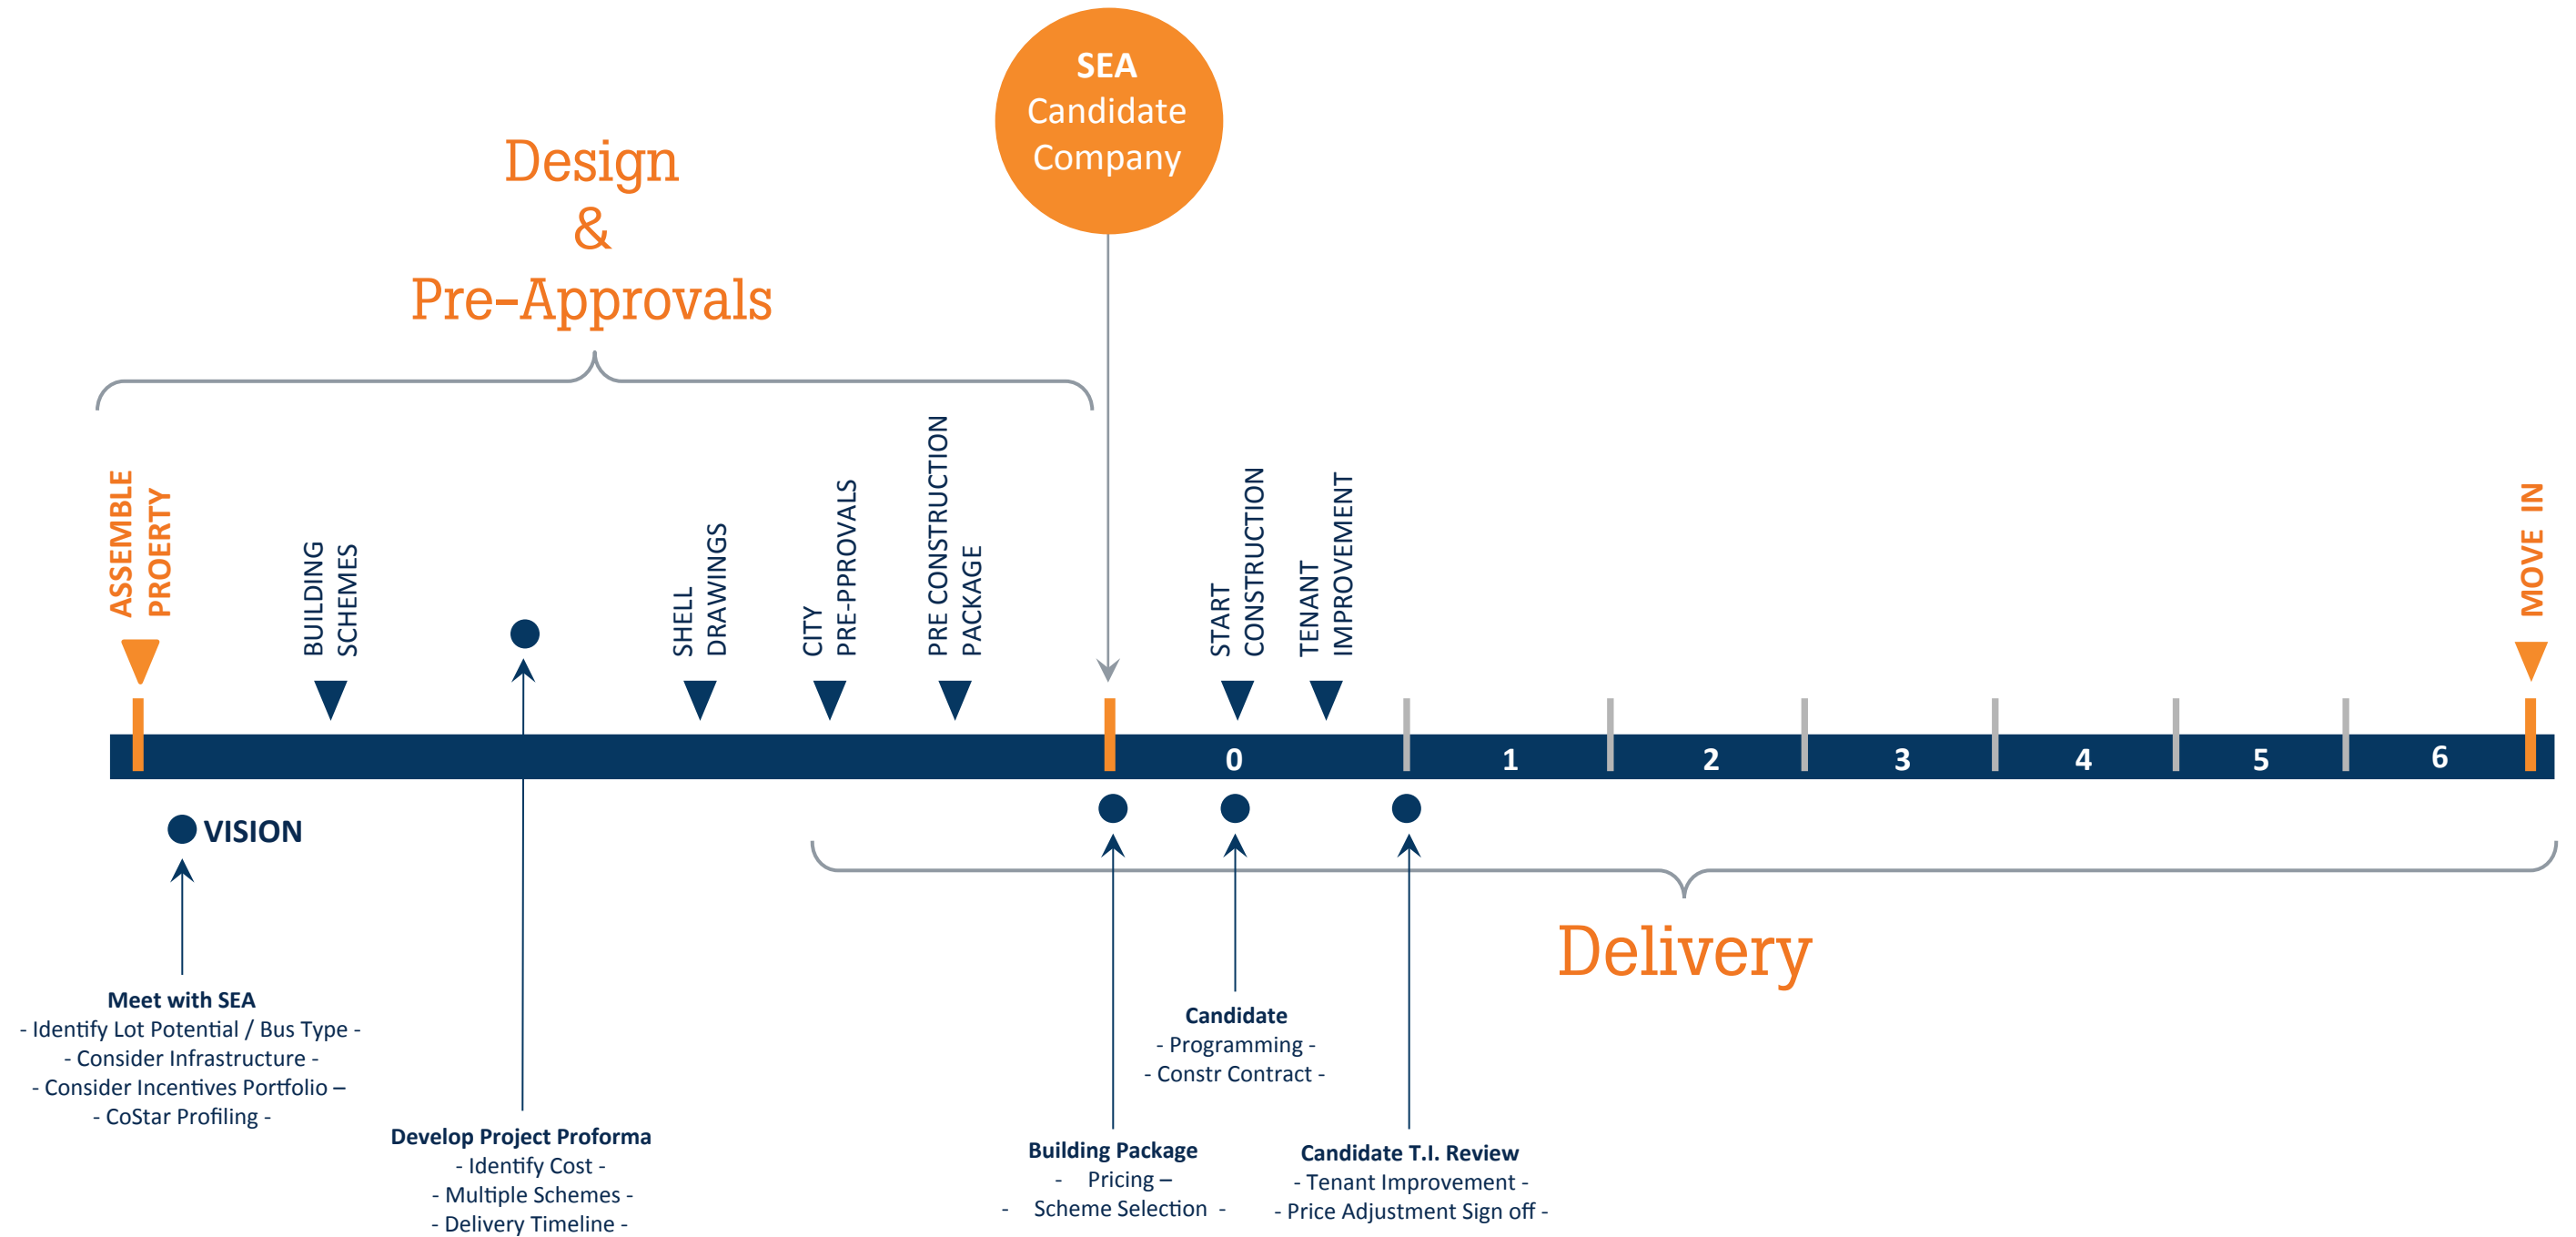 SEA
Candidate
Company
Design
&
Pre-Approvals
ASSEMBLE
PROERTY
BUILDING
SCHEMES
SHELL
DRAWINGS
CITY
PRE-PPROVALS
PRE CONSTRUCTION
PACKAGE
START
CONSTRUCTION
TENANT
IMPROVEMENT
MOVE IN
0
1
2
3
4
5
6
VISION
Delivery
Meet with SEA
- Identify Lot Potential / Bus Type -
- Consider Infrastructure -
- Consider Incentives Portfolio –
- CoStar Profiling -
Develop Project Proforma
- Identify Cost -
- Multiple Schemes -
- Delivery Timeline -
Building Package
- Pricing –
- Scheme Selection -
Candidate
- Programming -
- Constr Contract -
Candidate T.I. Review
- Tenant Improvement -
- Price Adjustment Sign off -